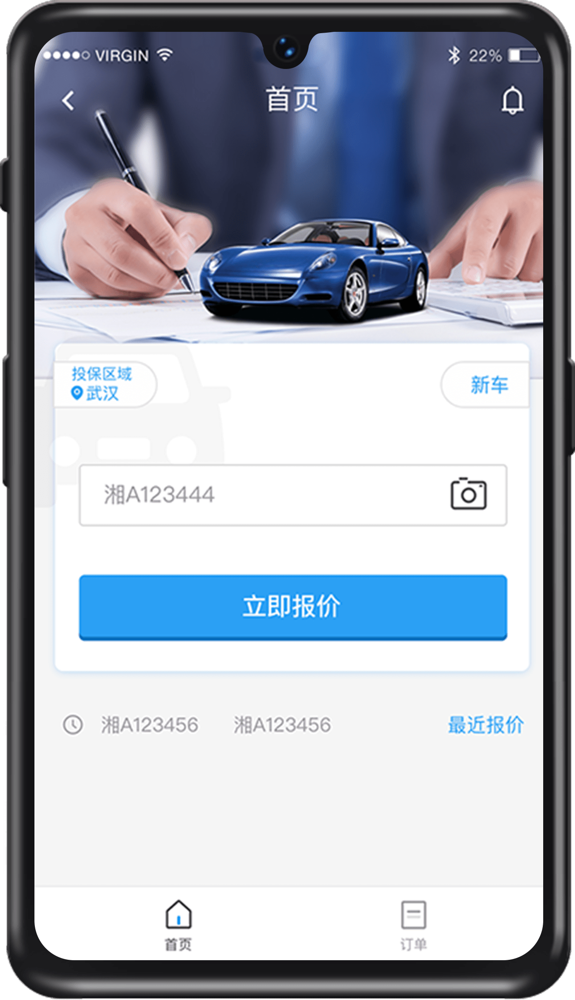 VIRGIN 22%
首页
投保区域
武汉
新车
湘A123444
立即报价
湘A123456 湘A123456 最近报价
首页 订单